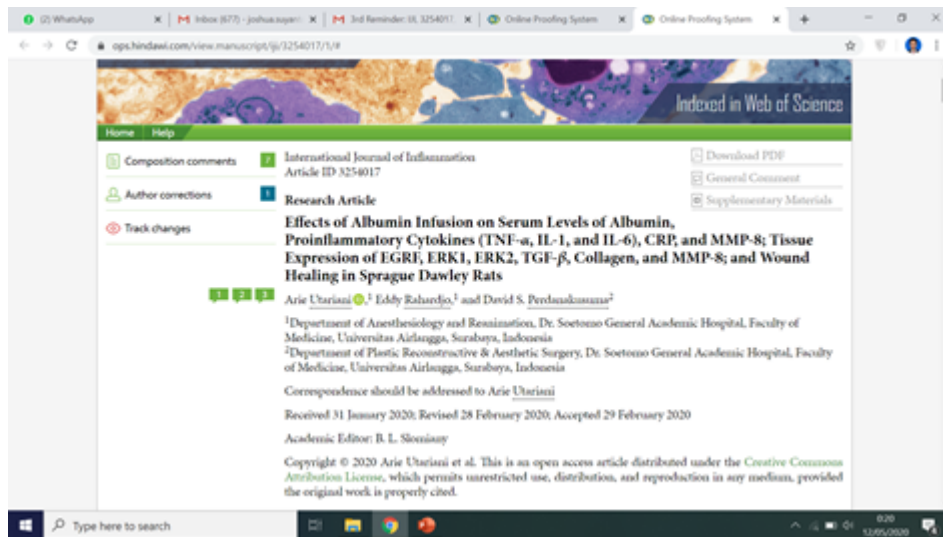 (2) WhatsApp
Inbox (677) - joshua.suyan
3rd Reminder: IJI, 3254017.
Online Proofing System
Online Proofing System
ops.hindawi.com/view.manuscript/iji/3254017/1/#
Indexed in Web of Science
Home Help
Composition comments 7
Author corrections 1
Track changes
International Journal of Inflammation
Article ID 3254017
Download PDF
General Comment
Supplementary Materials
Research Article
Effects of Albumin Infusion on Serum Levels of Albumin,
Proinflammatory Cytokines (TNF-α, IL-1, and IL-6), CRP, and MMP-8; Tissue
Expression of EGRF, ERK1, ERK2, TGF-β, Collagen, and MMP-8; and Wound
Healing in Sprague Dawley Rats
1 2 3
Arie Utariani,¹ Eddy Rahardjo,¹ and David S. Perdanakusuma²
¹Department of Anesthesiology and Reanimation, Dr. Soetomo General Academic Hospital, Faculty of
Medicine, Universitas Airlangga, Surabaya, Indonesia
²Department of Plastic Reconstructive & Aesthetic Surgery, Dr. Soetomo General Academic Hospital, Faculty
of Medicine, Universitas Airlangga, Surabaya, Indonesia
Correspondence should be addressed to Arie Utariani
Received 31 January 2020; Revised 28 February 2020; Accepted 29 February 2020
Academic Editor: B. L. Slomiany
Copyright © 2020 Arie Utariani et al. This is an open access article distributed under the Creative Commons
Attribution License, which permits unrestricted use, distribution, and reproduction in any medium, provided
the original work is properly cited.
Type here to search
0:20
12/05/2020